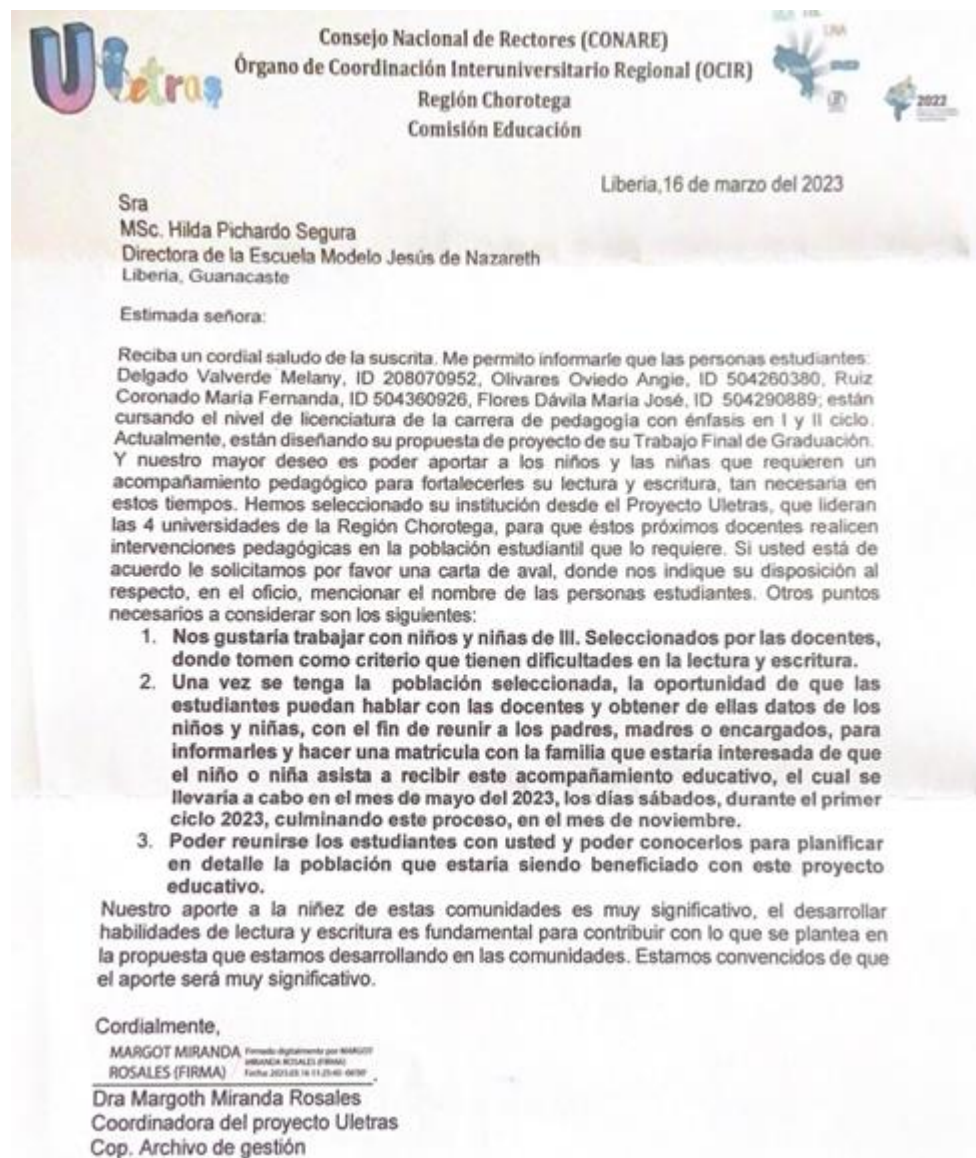 Uletras
Consejo Nacional de Rectores (CONARE)
Órgano de Coordinación Interuniversitario Regional (OCIR)
Región Chorotega
Comisión Educación
UNA
2022
Liberia,16 de marzo del 2023
Sra
MSc. Hilda Pichardo Segura
Directora de la Escuela Modelo Jesús de Nazareth
Liberia, Guanacaste
Estimada señora:
Reciba un cordial saludo de la suscrita. Me permito informarle que las personas estudiantes:
Delgado Valverde Melany, ID 208070952, Olivares Oviedo Angie, ID 504260380, Ruiz
Coronado María Fernanda, ID 504360926, Flores Dávila María José, ID 504290889; están
cursando el nivel de licenciatura de la carrera de pedagogía con énfasis en I y II ciclo.
Actualmente, están diseñando su propuesta de proyecto de su Trabajo Final de Graduación.
Y nuestro mayor deseo es poder aportar a los niños y las niñas que requieren un
acompañamiento pedagógico para fortalecerles su lectura y escritura, tan necesaria en
estos tiempos. Hemos seleccionado su institución desde el Proyecto Uletras, que lideran
las 4 universidades de la Región Chorotega, para que éstos próximos docentes realicen
intervenciones pedagógicas en la población estudiantil que lo requiere. Si usted está de
acuerdo le solicitamos por favor una carta de aval, donde nos indique su disposición al
respecto, en el oficio, mencionar el nombre de las personas estudiantes. Otros puntos
necesarios a considerar son los siguientes:
1. Nos gustaría trabajar con niños y niñas de III. Seleccionados por las docentes,
donde tomen como criterio que tienen dificultades en la lectura y escritura.
2. Una vez se tenga la población seleccionada, la oportunidad de que las
estudiantes puedan hablar con las docentes y obtener de ellas datos de los
niños y niñas, con el fin de reunir a los padres, madres o encargados, para
informarles y hacer una matrícula con la familia que estaría interesada de que
el niño o niña asista a recibir este acompañamiento educativo, el cual se
llevaría a cabo en el mes de mayo del 2023, los días sábados, durante el primer
ciclo 2023, culminando este proceso, en el mes de noviembre.
3. Poder reunirse los estudiantes con usted y poder conocerlos para planificar
en detalle la población que estaría siendo beneficiado con este proyecto
educativo.
Nuestro aporte a la niñez de estas comunidades es muy significativo, el desarrollar
habilidades de lectura y escritura es fundamental para contribuir con lo que se plantea en
la propuesta que estamos desarrollando en las comunidades. Estamos convencidos de que
el aporte será muy significativo.
Cordialmente,
MARGOT MIRANDA
ROSALES (FIRMA)
Firmado digitalmente por MARGOT
MIRANDA ROSALES (FIRMA)
Dra Margoth Miranda Rosales
Coordinadora del proyecto Uletras
Cop. Archivo de gestión